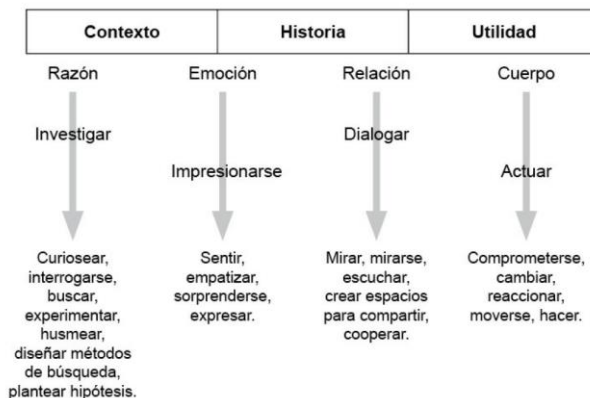 Contexto Historia Utilidad
Razón Emoción Relación Cuerpo
Investigar Dialogar
Impresionarse Actuar
Curiosear,
interrogarse,
buscar,
experimentar,
husmear,
diseñar métodos
de búsqueda,
plantear hipótesis.
Sentir,
empatizar,
sorprenderse,
expresar.
Mirar, mirarse,
escuchar,
crear espacios
para compartir,
cooperar.
Comprometerse,
cambiar,
reaccionar,
moverse, hacer.